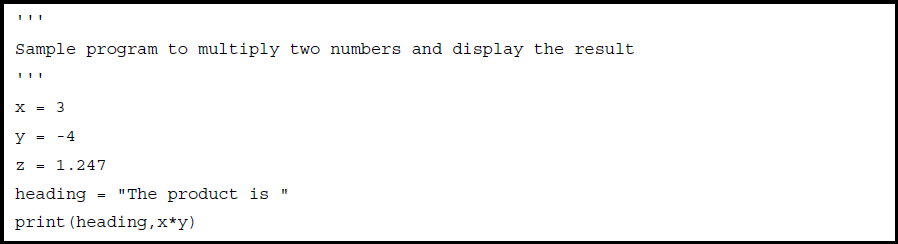 '''
Sample program to multiply two numbers and display the result
'''
x = 3
y = -4
z = 1.247
heading = "The product is "
print(heading,x*y)